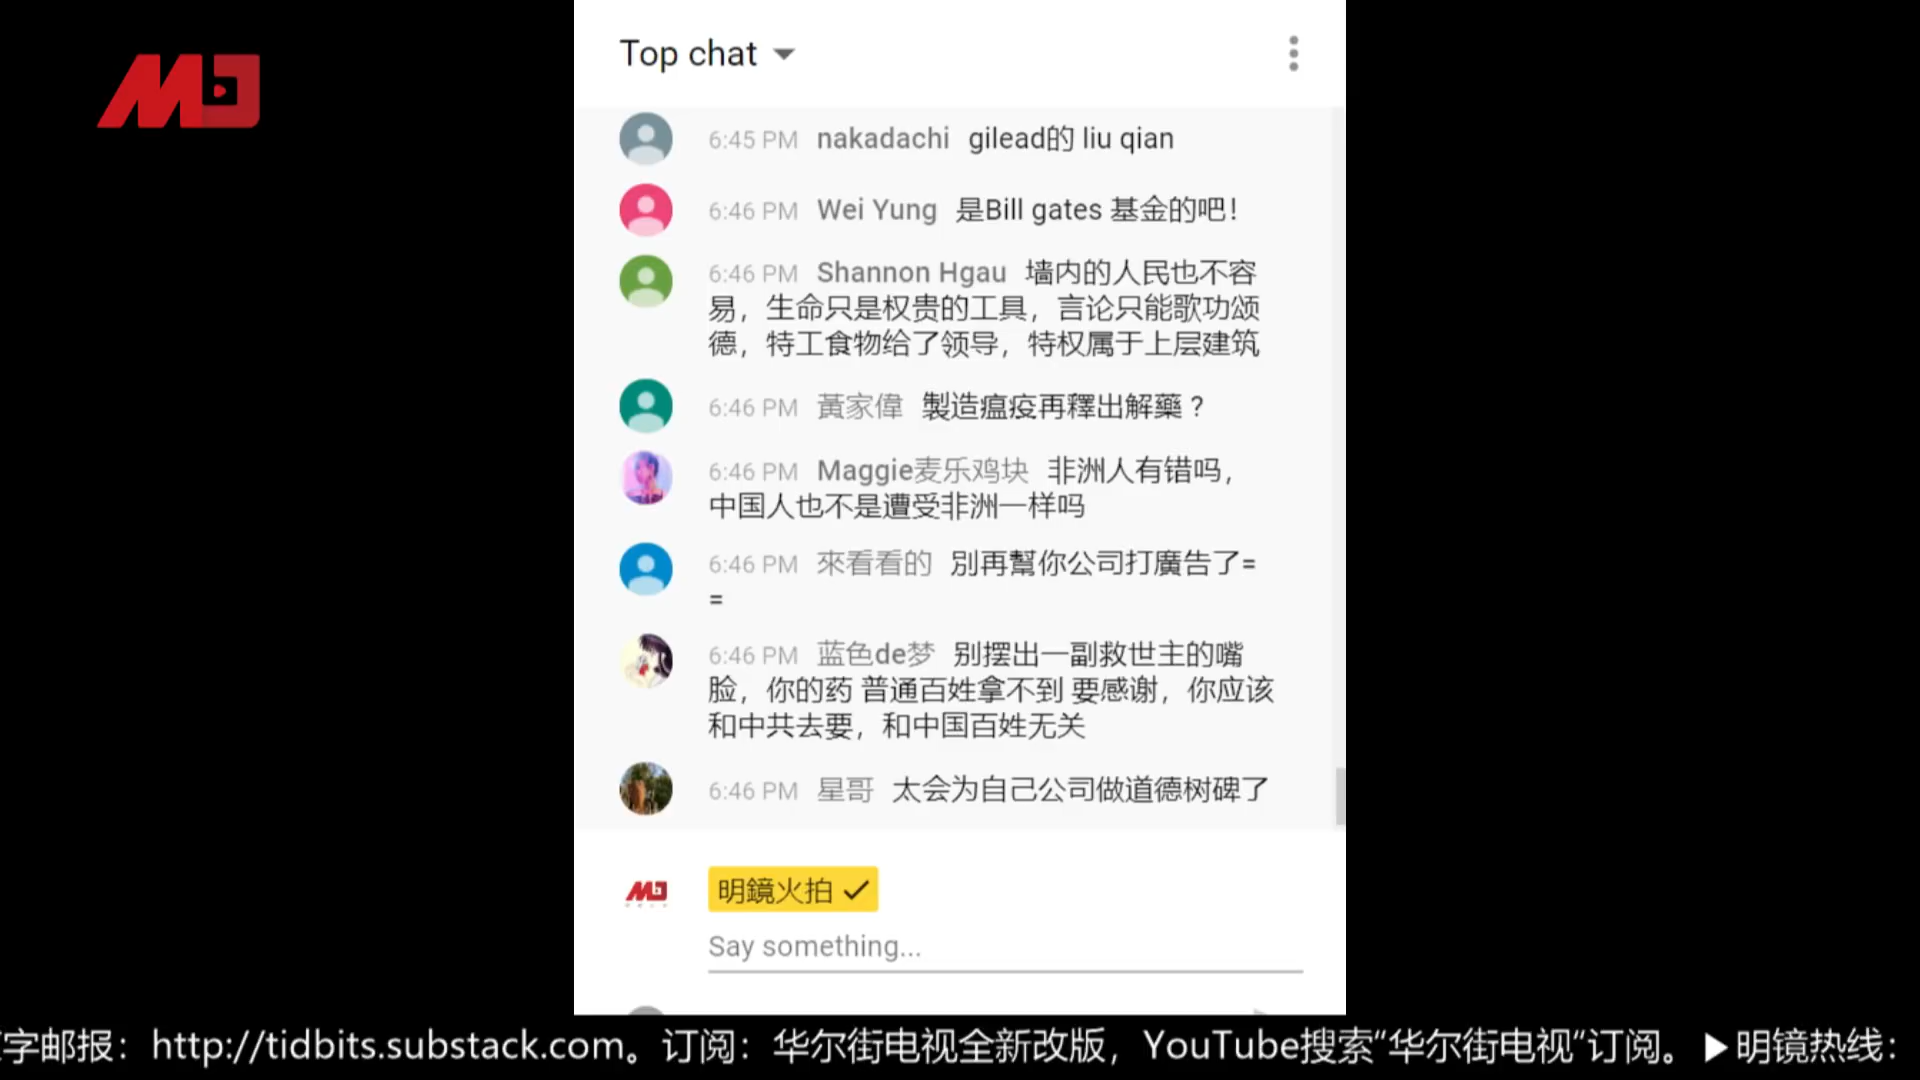 MJ
Top chat
6:45 PM nakadachi gilead的 liu qian
6:46 PM Wei Yung 是Bill gates 基金的吧！
6:46 PM Shannon Hgau 墙内的人民也不容
易，生命只是权贵的工具，言论只能歌功颂
德，特工食物给了领导，特权属于上层建筑
6:46 PM 黃家偉 製造瘟疫再釋出解藥？
6:46 PM Maggie麦乐鸡块 非洲人有错吗，
中国人也不是遭受非洲一样吗
6:46 PM 來看看的 別再幫你公司打廣告了=
=
6:46 PM 蓝色de梦 别摆出一副救世主的嘴
脸，你的药 普通百姓拿不到 要感谢，你应该
和中共去要，和中国百姓无关
6:46 PM 星哥 太会为自己公司做道德树碑了
MJ
明鏡火拍 ✓
Say something...
字邮报：http://tidbits.substack.com。订阅：华尔街电视全新改版，YouTube搜索“华尔街电视“订阅。▶明镜热线：